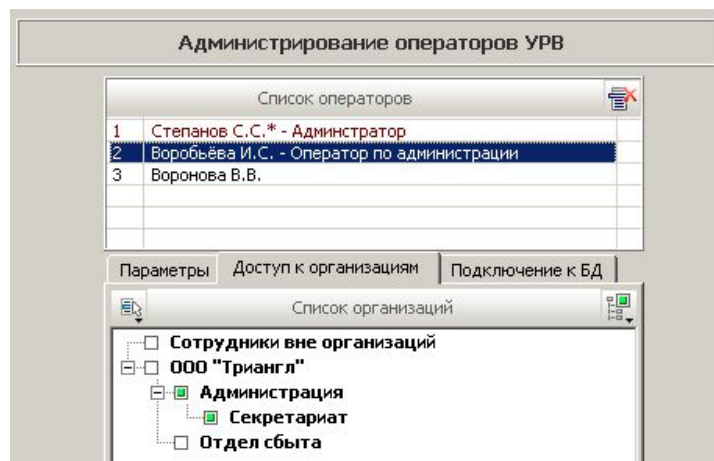 Администрирование операторов УРВ
Список операторов
1 Степанов С.С.* - Админстратор
2 Воробьёва И.С. - Оператор по администрации
3 Воронова В.В.
Параметры Доступ к организациям Подключение к БД
Список организаций
Сотрудники вне организаций
ООО "Триангл"
Администрация
Секретариат
Отдел сбыта